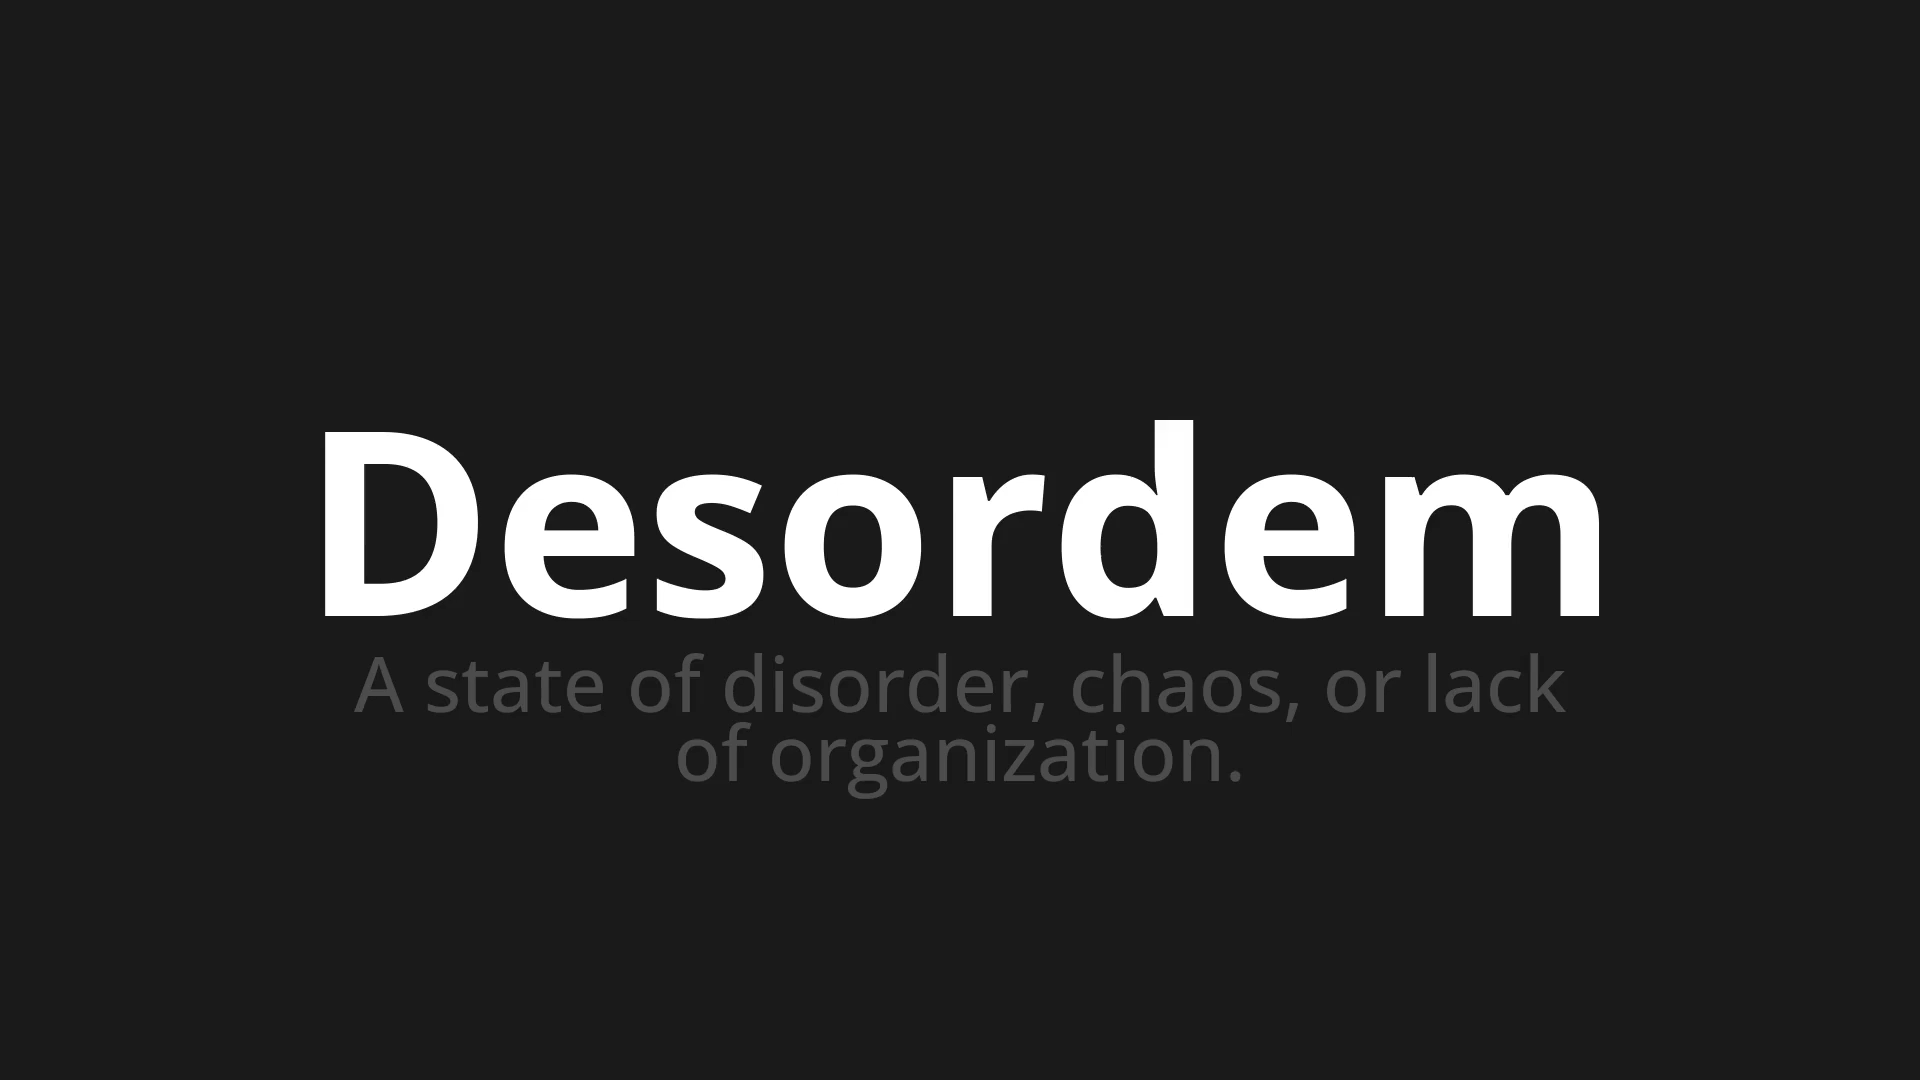 Desordem
A state of disorder, chaos, or lack
of organization.